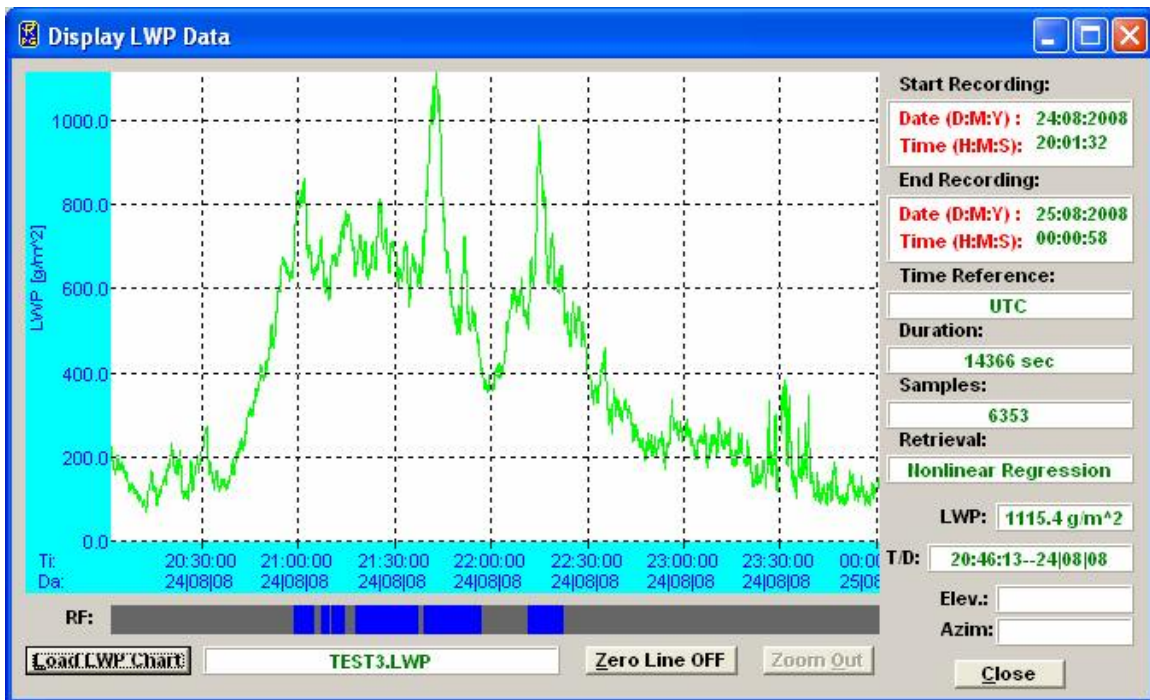 Display LWP Data
1000.0
800.0
600.0
400.0
200.0
0.0
LWP [g/m^2]
Ti: 20:30:00 21:00:00 21:30:00 22:00:00 22:30:00 23:00:00 23:30:00 00:0
Da: 24|08|08 24|08|08 24|08|08 24|08|08 24|08|08 24|08|08 24|08|08 25|08
RF:
Load LWP Chart
TEST3.LWP
Zero Line OFF
Zoom Out
Start Recording:
Date (D:M:Y) : 24:08:2008
Time (H:M:S): 20:01:32
End Recording:
Date (D:M:Y) : 25:08:2008
Time (H:M:S): 00:00:58
Time Reference:
UTC
Duration:
14366 sec
Samples:
6353
Retrieval:
Nonlinear Regression
LWP: 1115.4 g/m^2
T/D: 20:46:13--24|08|08
Elev.:
Azim:
Close